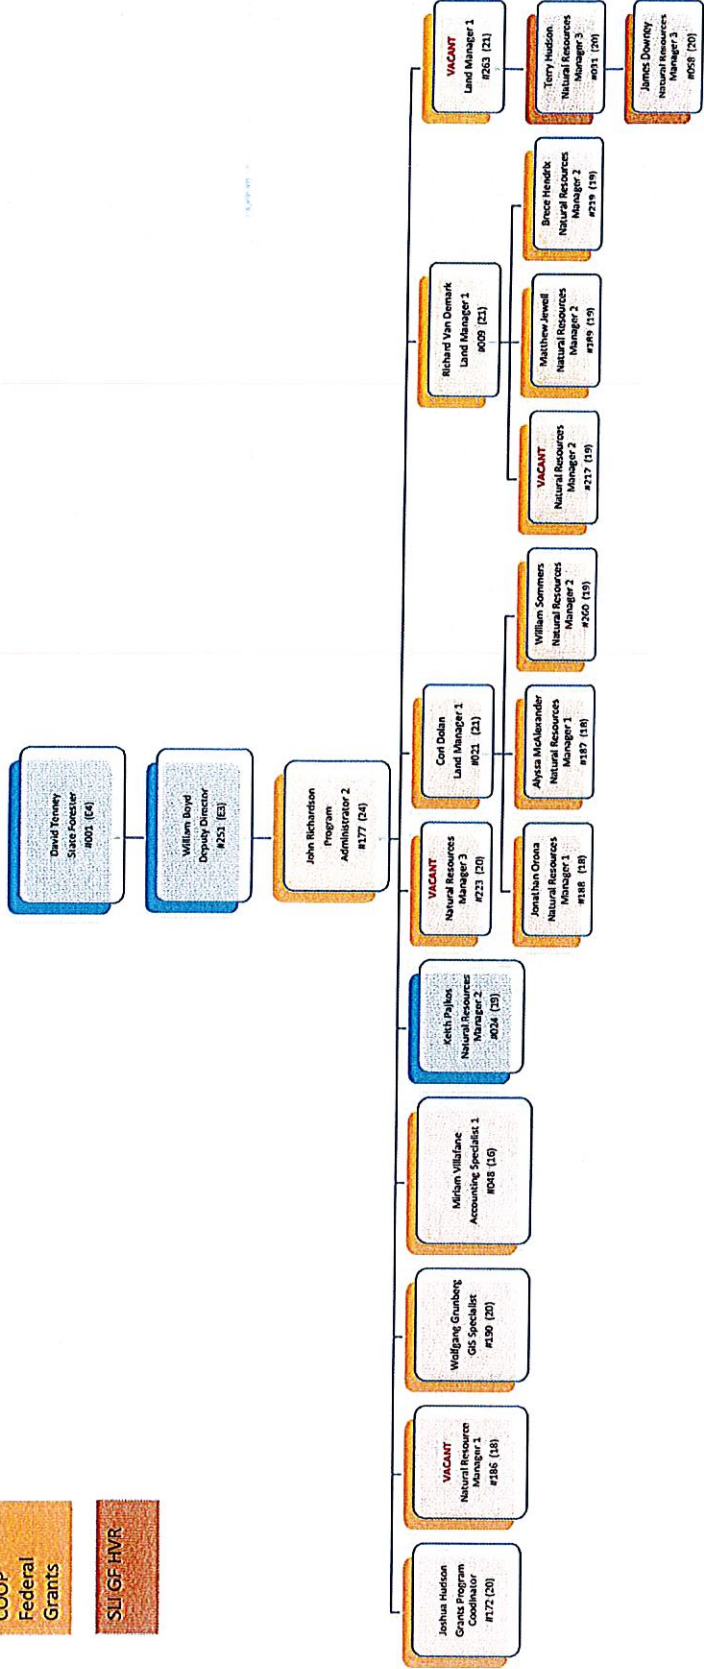 COOP
Federal
Grants
SLI GF HVR
David Tenney
State Forester
#001 (E4)
William Boyd
Deputy Director
#251 (E3)
John Richardson
Program
Administrator 2
#177 (24)
Joshua Hudson
Grants Program
Coodinator
#172 (20)
VACANT
Natural Resource
Manager 1
#186 (18)
Wolfgang Grunberg
GIS Specialist
#190 (20)
Miriam Villafane
Accounting Specialist 1
#048 (16)
Keith Pajkos
Natural Resources
Manager 2
#024 (19)
VACANT
Natural Resources
Manager 3
#223 (20)
Cori Dolan
Land Manager 1
#021 (21)
Jonathan Orona
Natural Resources
Manager 1
#188 (18)
Alyssa McAlexander
Natural Resources
Manager 1
#187 (18)
William Sommers
Natural Resources
Manager 2
#260 (19)
Richard Van Demark
Land Manager 1
#009 (21)
VACANT
Natural Resources
Manager 2
#217 (19)
Matthew Jewell
Natural Resources
Manager 2
#189 (19)
Brece Hendrix
Natural Resources
Manager 2
#219 (19)
VACANT
Land Manager 1
#263 (21)
Terry Hudson
Natural Resources
Manager 3
#031 (20)
James Downey
Natural Resources
Manager 3
#058 (20)